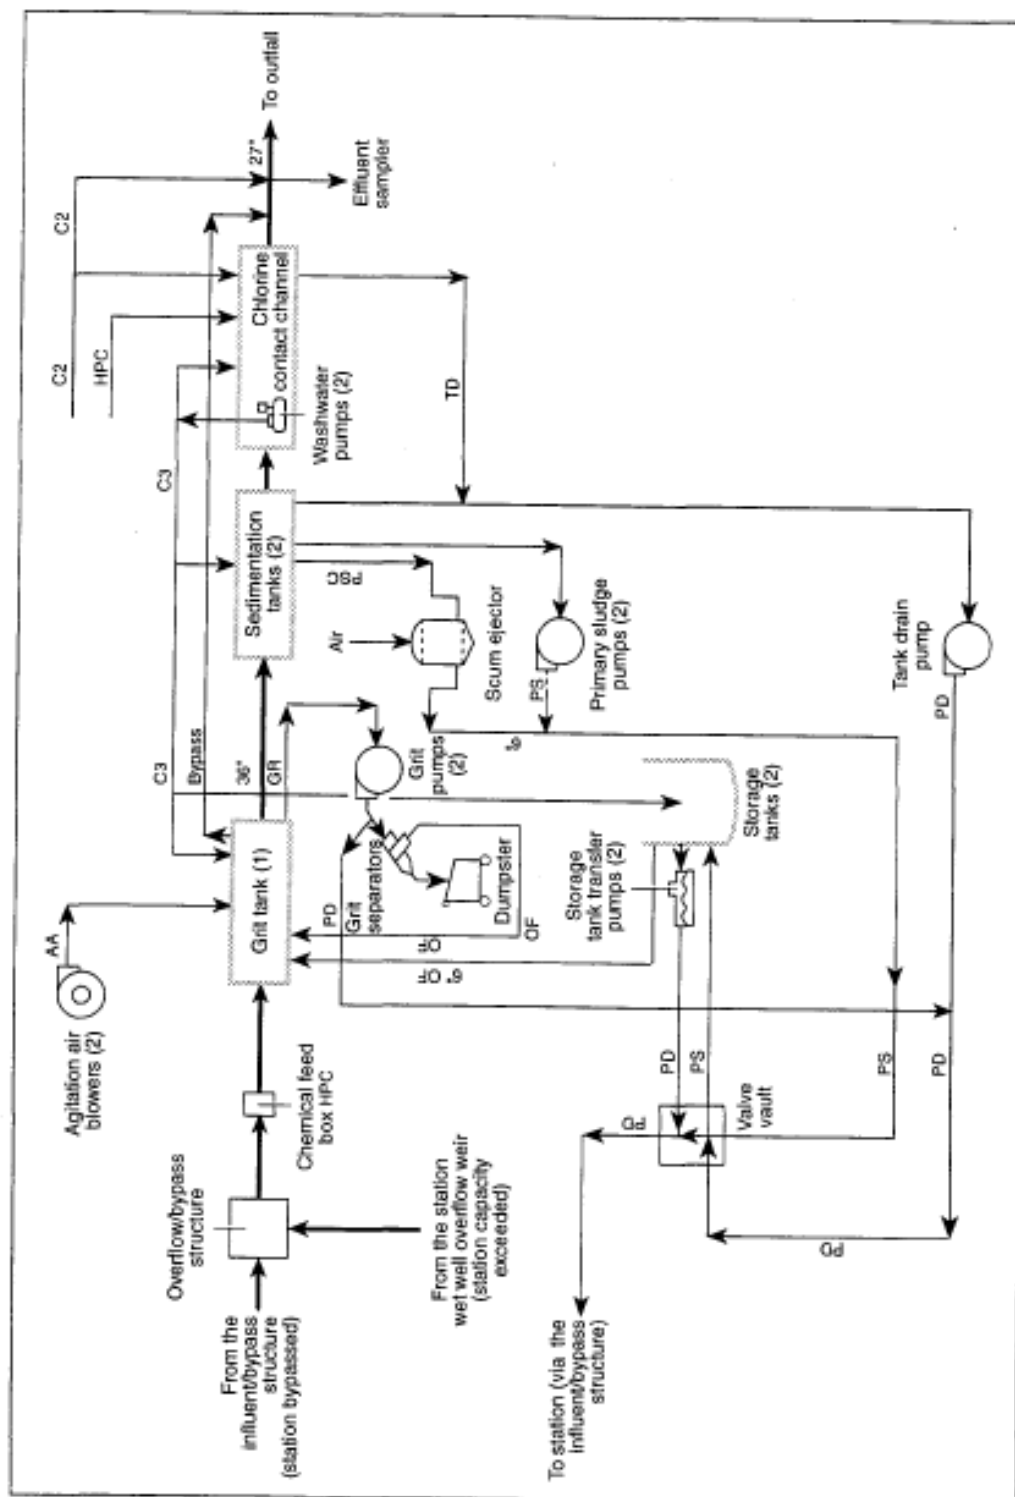 Agitation air
blowers (2)
AA
Overflow/bypass
structure
From the
influent/bypass
structure
(station bypassed)
From the station
wet well overflow weir
(station capacity
exceeded)
Chemical feed
box HPC
Grit tank (1)
C3
Bypass
36"
GR
Sedimentation
tanks (2)
C3
C2
HPC
C2
Chlorine
contact channel
Washwater
pumps (2)
27"
To outfall
Effluent
sampler
TD
PSC
Air
Scum ejector
PS
Primary sludge
pumps (2)
6"
Grit
pumps
(2)
PD
Grit
separators
Dumpster
OF
OF
6" OF
Storage
tank transfer
pumps (2)
Storage
tanks (2)
Tank drain
pump
PD
PD
PS
PS
PD
Valve
vault
PD
PD
To station (via the
influent/bypass
structure)